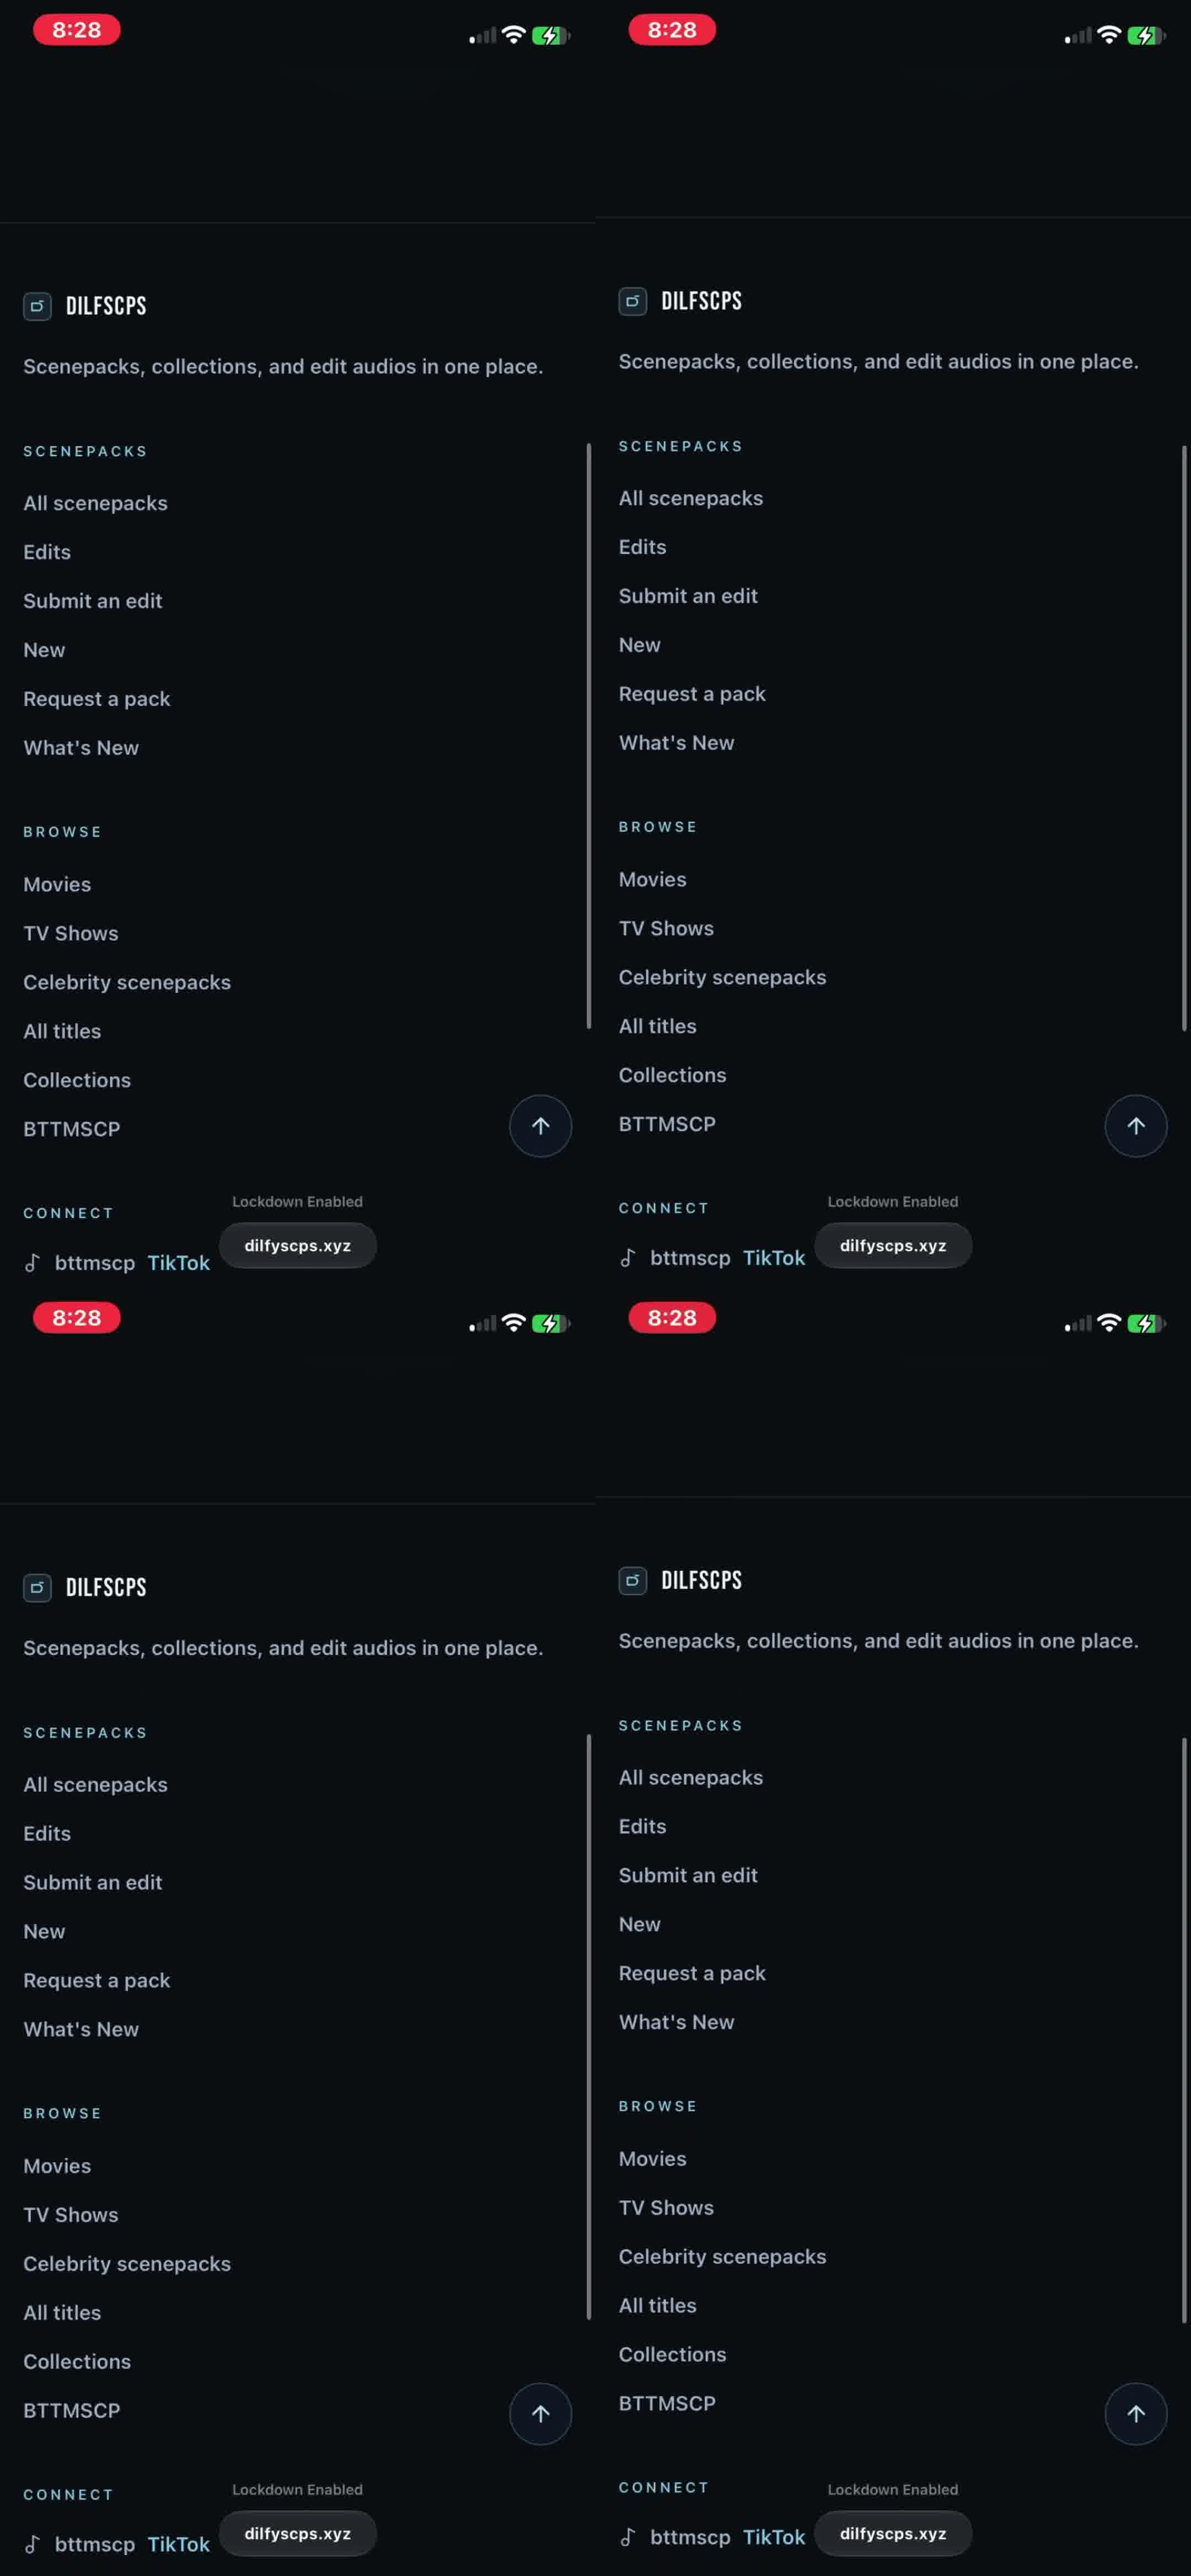 8:28
DILFSCPS
Scenepacks, collections, and edit audios in one place.
SCENEPACKS
All scenepacks
Edits
Submit an edit
New
Request a pack
What's New
BROWSE
Movies
TV Shows
Celebrity scenepacks
All titles
Collections
BTTMSCP
CONNECT
Lockdown Enabled
bttmscp TikTok
dilfyscps.xyz
8:28
DILFSCPS
Scenepacks, collections, and edit audios in one place.
SCENEPACKS
All scenepacks
Edits
Submit an edit
New
Request a pack
What's New
BROWSE
Movies
TV Shows
Celebrity scenepacks
All titles
Collections
BTTMSCP
CONNECT
Lockdown Enabled
bttmscp TikTok
dilfyscps.xyz
8:28
DILFSCPS
Scenepacks, collections, and edit audios in one place.
SCENEPACKS
All scenepacks
Edits
Submit an edit
New
Request a pack
What's New
BROWSE
Movies
TV Shows
Celebrity scenepacks
All titles
Collections
BTTMSCP
CONNECT
Lockdown Enabled
bttmscp TikTok
dilfyscps.xyz
8:28
DILFSCPS
Scenepacks, collections, and edit audios in one place.
SCENEPACKS
All scenepacks
Edits
Submit an edit
New
Request a pack
What's New
BROWSE
Movies
TV Shows
Celebrity scenepacks
All titles
Collections
BTTMSCP
CONNECT
Lockdown Enabled
bttmscp TikTok
dilfyscps.xyz